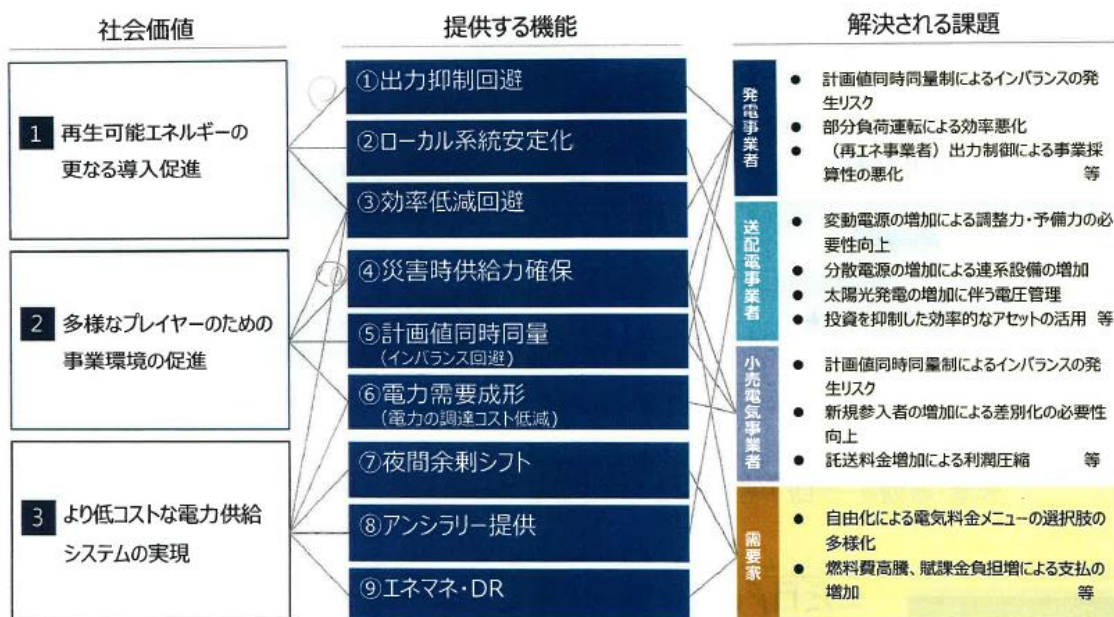 社会価値
提供する機能
解決される課題
1 再生可能エネルギーの
更なる導入促進
2 多様なプレイヤーのための
事業環境の促進
3 より低コストな電力供給
システムの実現
①出力抑制回避
②ローカル系統安定化
③効率低減回避
④災害時供給力確保
⑤計画値同時同量
(インバランス回避)
⑥電力需要成形
(電力の調達コスト低減)
⑦夜間余剰シフト
⑧アンシラリー提供
⑨エネマネ・DR
発電事業者
● 計画値同時同量制によるインバランスの発
生リスク
● 部分負荷運転による効率悪化
● (再エネ事業者)出力制御による事業採
算性の悪化 等
送配電事業者
● 変動電源の増加による調整力・予備力の必
要性向上
● 分散電源の増加による連系設備の増加
● 太陽光発電の増加に伴う電圧管理
● 投資を抑制した効率的なアセットの活用 等
小売電気事業者
● 計画値同時同量制によるインバランスの発
生リスク
● 新規参入者の増加による差別化の必要性
向上
● 託送料金増加による利潤圧縮 等
需要家
● 自由化による電気料金メニューの選択肢の
多様化
● 燃料費高騰、賦課金負担増による支払の
増加 等